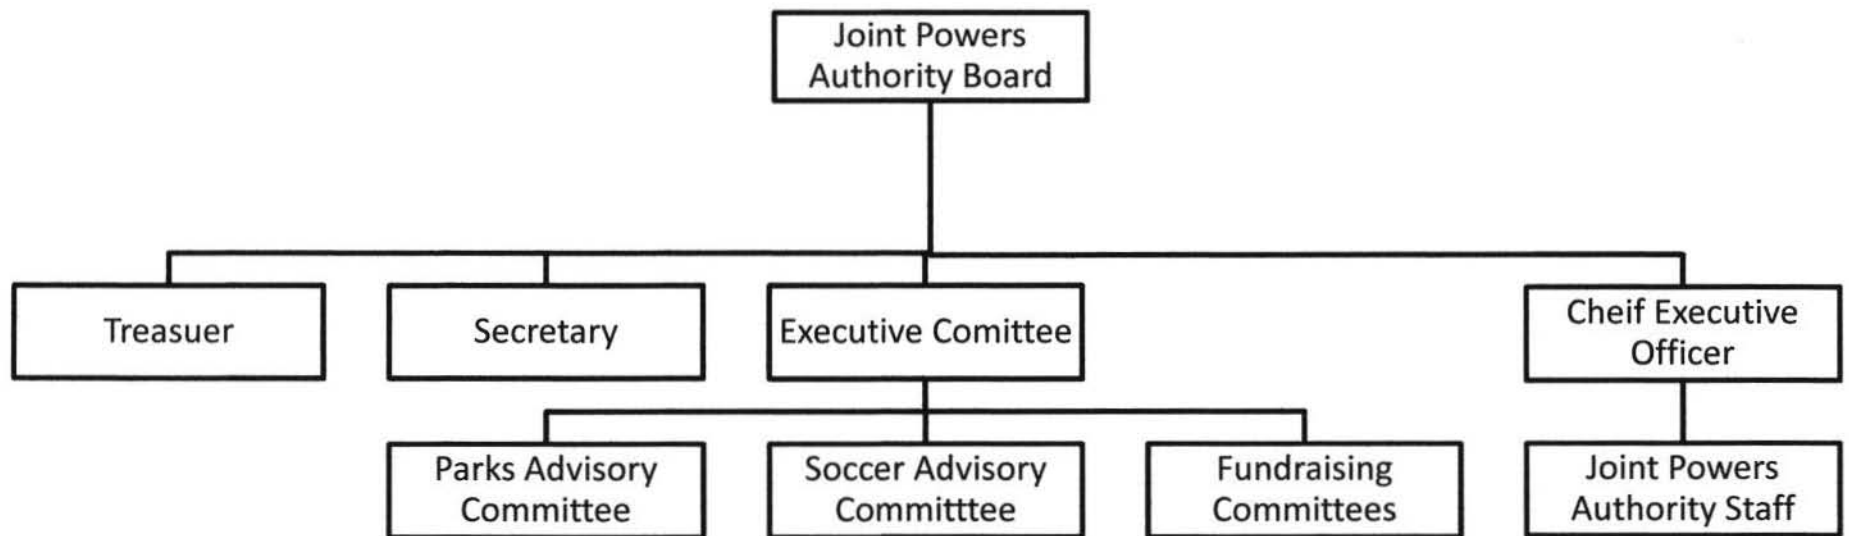 Joint Powers
Authority Board
Treasuer
Secretary
Executive Comittee
Cheif Executive
Officer
Parks Advisory
Committee
Soccer Advisory
Committtee
Fundraising
Committees
Joint Powers
Authority Staff